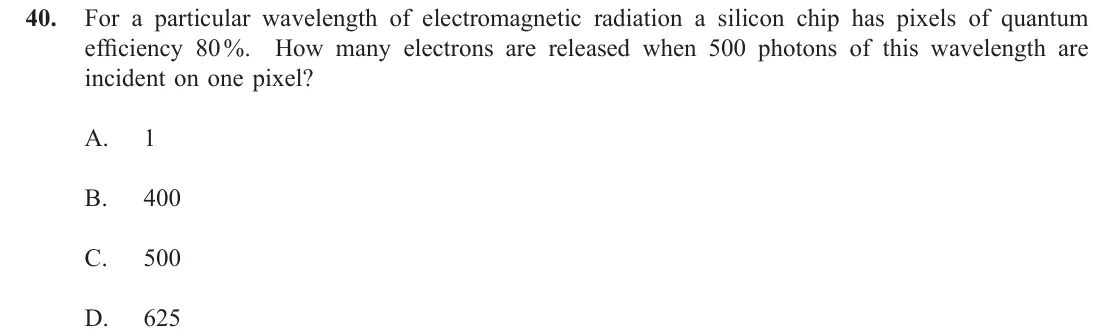 40. For a particular wavelength of electromagnetic radiation a silicon chip has pixels of quantum
efficiency 80%. How many electrons are released when 500 photons of this wavelength are
incident on one pixel?
A. 1
B. 400
C. 500
D. 625